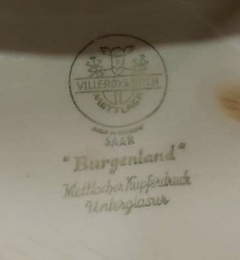 VILLEROY & BOCH
METTLACH
SAAR
"Burgenland"
Mettlacher Kupferdruck
Unterglasur